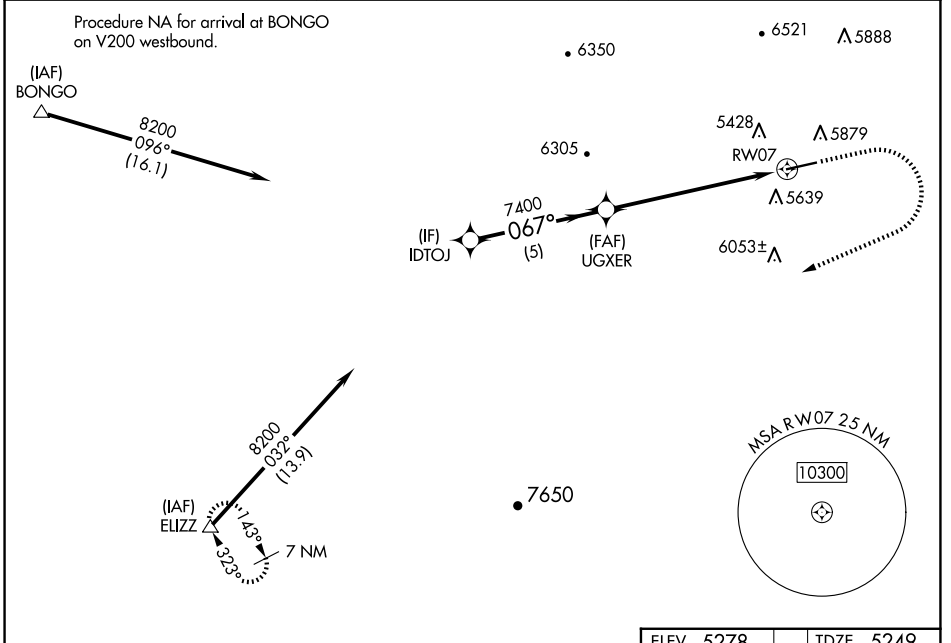 Procedure NA for arrival at BONGO
on V200 westbound.
(IAF)
BONGO
8200
096°
(16.1)
6350
6521
5888
6305
5428
5879
RW07
5639
7400
067°
(5)
(IF)
IDTOJ
(FAF)
UGXER
6053±
8200
032°
(13.9)
(IAF)
ELIZZ
143°
323°
7 NM
7650
MSA RW07 25 NM
10300
ELEV 5278
TDZE 5249